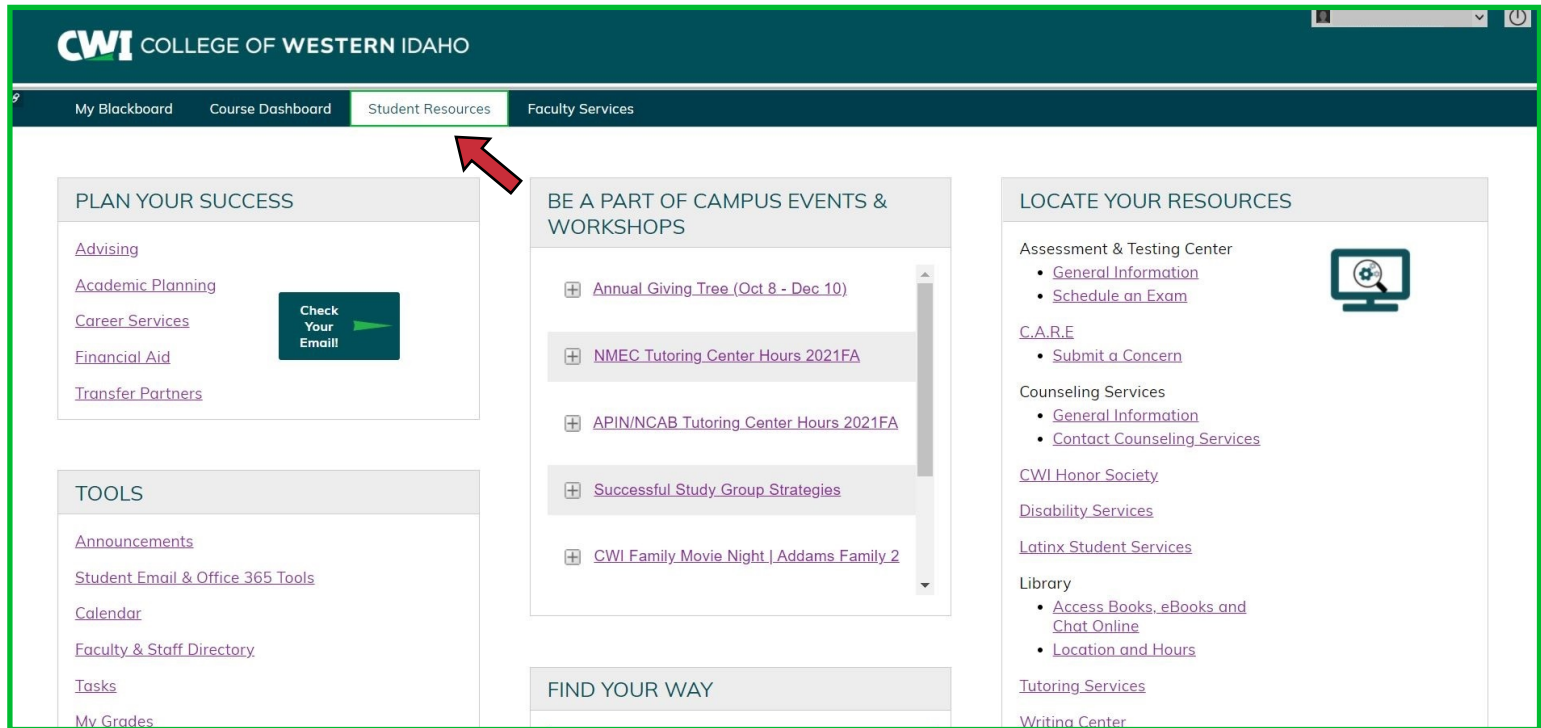 CWI COLLEGE OF WESTERN IDAHO
My Blackboard
Course Dashboard
Student Resources
Faculty Services
PLAN YOUR SUCCESS
Advising
Academic Planning
Career Services
Financial Aid
Transfer Partners
Check
Your
Email!
TOOLS
Announcements
Student Email & Office 365 Tools
Calendar
Faculty & Staff Directory
Tasks
My Grades
BE A PART OF CAMPUS EVENTS &
WORKSHOPS
Annual Giving Tree (Oct 8 - Dec 10)
NMEC Tutoring Center Hours 2021FA
APIN/NCAB Tutoring Center Hours 2021FA
Successful Study Group Strategies
CWI Family Movie Night | Addams Family 2
FIND YOUR WAY
LOCATE YOUR RESOURCES
Assessment & Testing Center
• General Information
• Schedule an Exam
C.A.R.E
• Submit a Concern
Counseling Services
• General Information
• Contact Counseling Services
CWI Honor Society
Disability Services
Latinx Student Services
Library
• Access Books, eBooks and
Chat Online
• Location and Hours
Tutoring Services
Writing Center